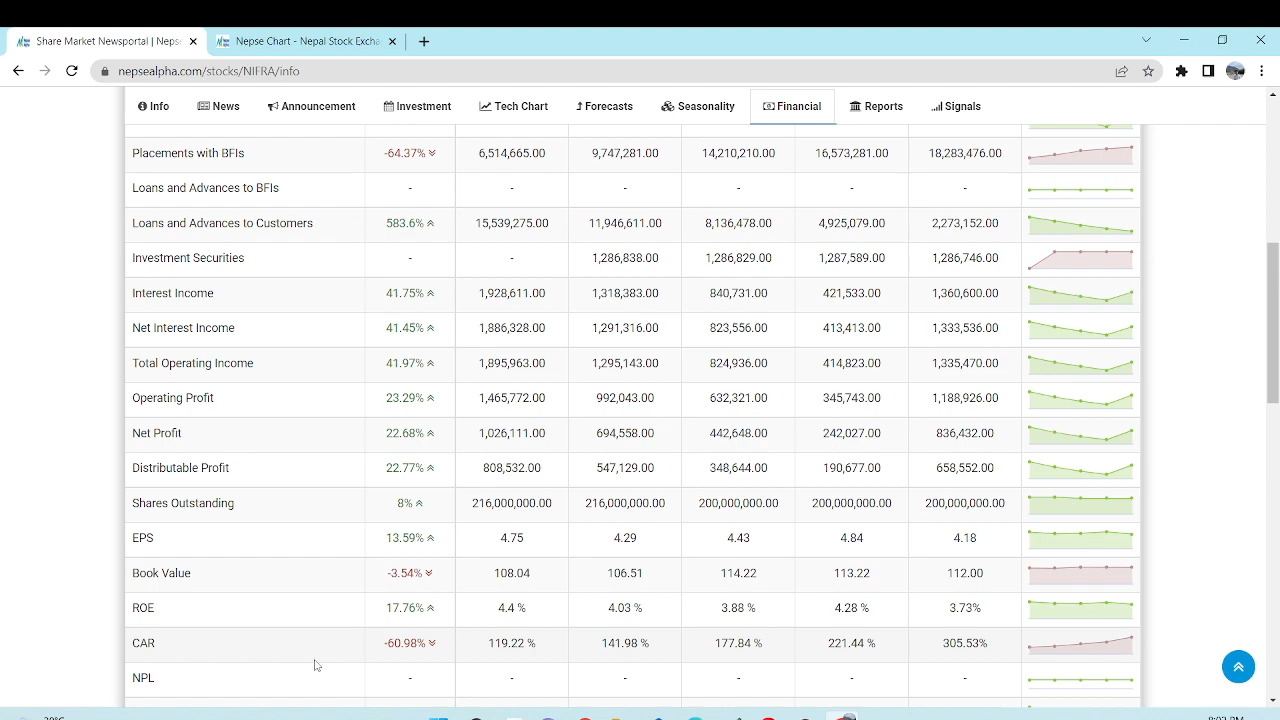 Share Market Newsportal | Nepse Nepse Chart - Nepal Stock Excha
nepsealpha.com/stocks/NIFRA/info
Info News Announcement Investment Tech Chart Forecasts Seasonality Financial Reports Signals
Placements with BFIs -64.37% 6,514,665.00 9,747,281.00 14,210,210.00 16,573,281.00 18,283,476.00
Loans and Advances to BFIs - - - - - -
Loans and Advances to Customers 583.6% 15,539,275.00 11,946,611.00 8,136,478.00 4,925,079.00 2,273,152.00
Investment Securities - 1,286,838.00 1,286,829.00 1,287,589.00 1,286,746.00
Interest Income 41.75% 1,928,611.00 1,318,383.00 840,731.00 421,533.00 1,360,600.00
Net Interest Income 41.45% 1,886,328.00 1,291,316.00 823,556.00 413,413.00 1,333,536.00
Total Operating Income 41.97% 1,895,963.00 1,295,143.00 824,936.00 414,823.00 1,335,470.00
Operating Profit 23.29% 1,465,772.00 992,043.00 632,321.00 345,743.00 1,188,926.00
Net Profit 22.68% 1,026,111.00 694,558.00 442,648.00 242,027.00 836,432.00
Distributable Profit 22.77% 808,532.00 547,129.00 348,644.00 190,677.00 658,552.00
Shares Outstanding 8% 216,000,000.00 216,000,000.00 200,000,000.00 200,000,000.00 200,000,000.00
EPS 4.75 4.29 4.43 4.84 4.18
Book Value -3.54% 108.04 106.51 114.22 113.22 112.00
ROE 17.76% 4.4 % 4.03 % 3.88 % 4.28 % 3.73%
CAR -60.98% 119.22 % 141.98 % 177.84 % 221.44 % 305.53%
NPL - - - - - -